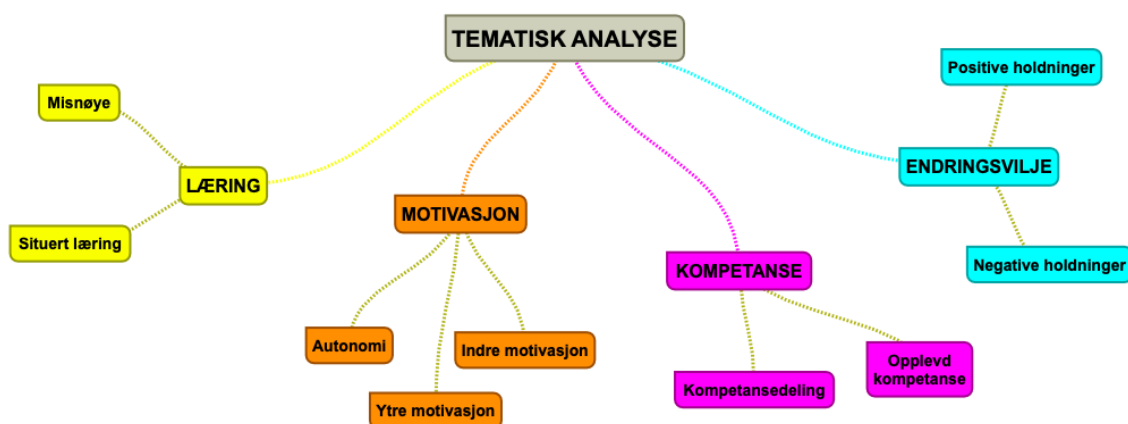 TEMATISK ANALYSE
Misnøye
LÆRING
Situert læring
MOTIVASJON
Autonomi
Ytre motivasjon
Indre motivasjon
KOMPETANSE
Kompetansedeling
Opplevd
kompetanse
Positive holdninger
ENDRINGSVILJE
Negative holdninger